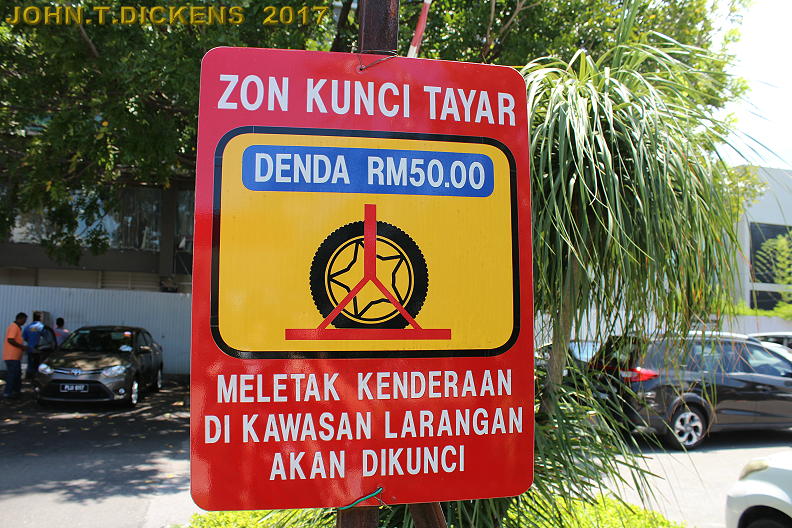 JOHN.T.DICKENS 2017
ZON KUNCI TAYAR
DENDA RM50.00
MELETAK KENDERAAN
DI KAWASAN LARANGAN
AKAN DIKUNCI